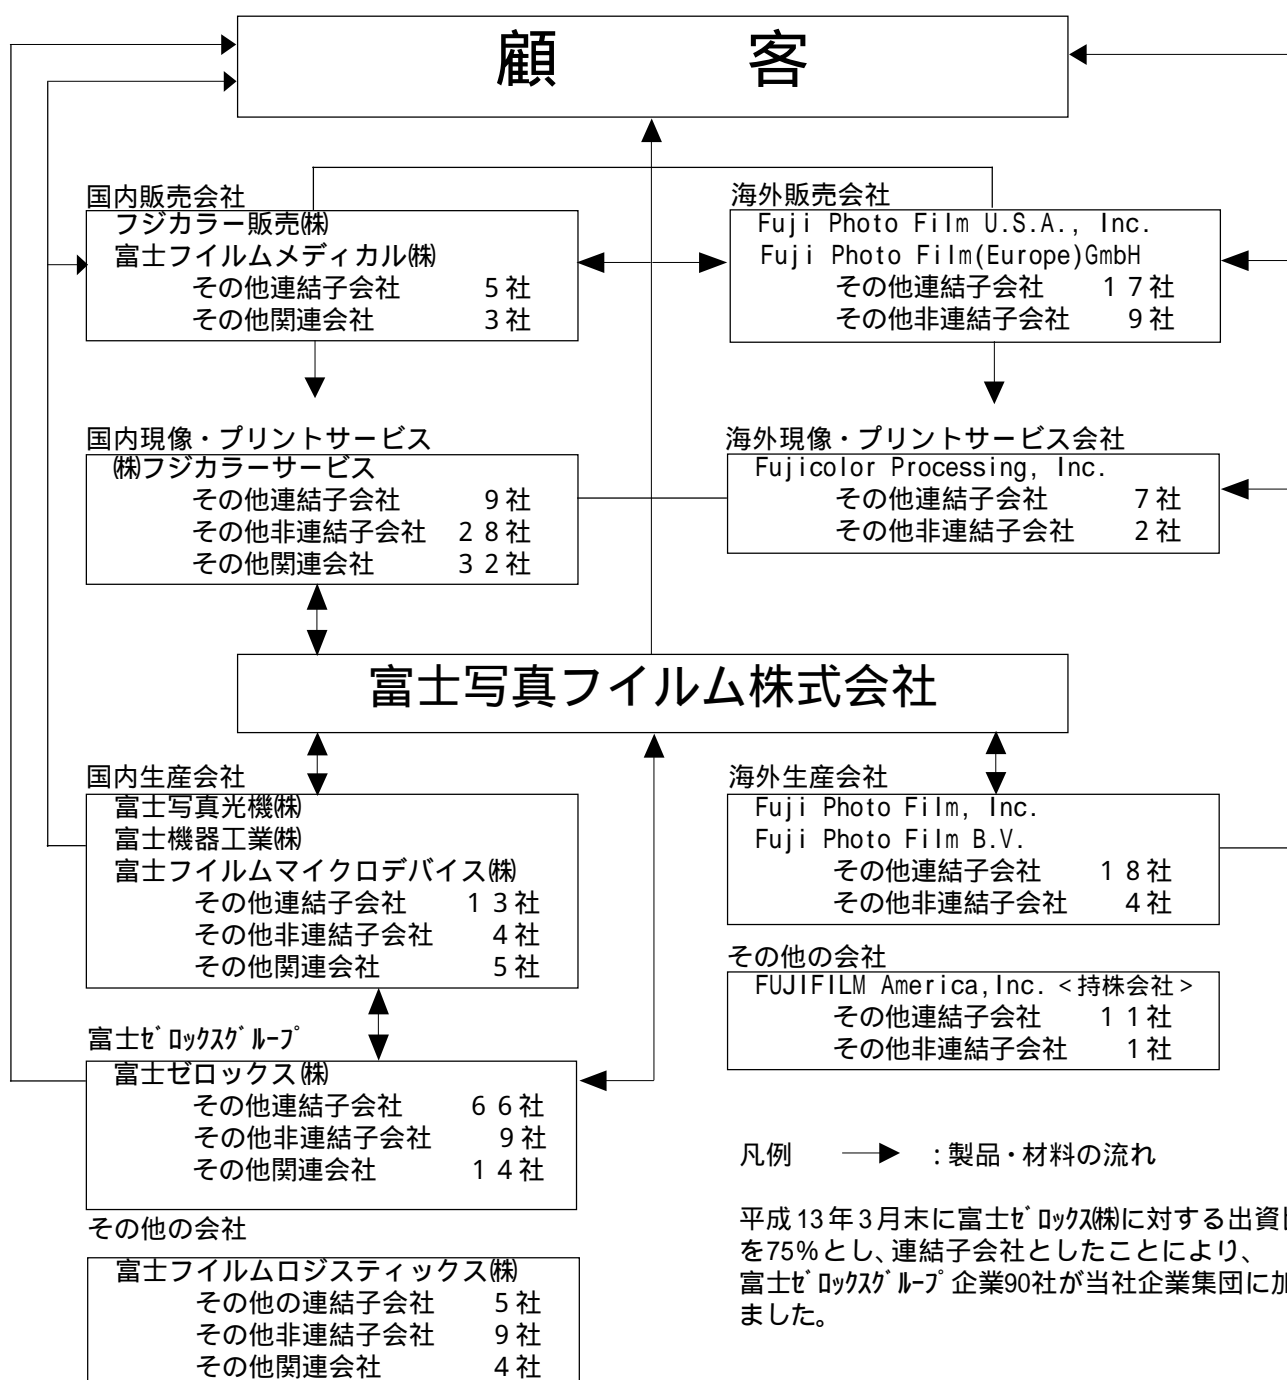 顧 客
国内販売会社
フジカラー販売㈱
富士フイルムメディカル㈱
その他連結子会社 5社
その他関連会社 3社
海外販売会社
Fuji Photo Film U.S.A., Inc.
Fuji Photo Film(Europe)GmbH
その他連結子会社 17社
その他非連結子会社 9社
国内現像・プリントサービス
㈱フジカラーサービス
その他連結子会社 9社
その他非連結子会社 28社
その他関連会社 32社
海外現像・プリントサービス会社
Fujicolor Processing, Inc.
その他連結子会社 7社
その他非連結子会社 2社
富士写真フイルム株式会社
国内生産会社
富士写真光機㈱
富士機器工業㈱
富士フイルムマイクロデバイス㈱
その他連結子会社 13社
その他非連結子会社 4社
その他関連会社 5社
海外生産会社
Fuji Photo Film, Inc.
Fuji Photo Film B.V.
その他連結子会社 18社
その他非連結子会社 4社
その他の会社
FUJIFILM America,Inc. <持株会社>
その他連結子会社 11社
その他非連結子会社 1社
富士ｾﾞﾛｯｸｽｸﾞﾙｰﾌﾟ
富士ゼロックス㈱
その他連結子会社 66社
その他非連結子会社 9社
その他関連会社 14社
その他の会社
富士フイルムロジスティックス㈱
その他の連結子会社 5社
その他非連結子会社 9社
その他関連会社 4社
凡例 ：製品・材料の流れ
平成13年3月末に富士ｾﾞﾛｯｸｽ㈱に対する出資
を75%とし、連結子会社としたことにより、
富士ｾﾞﾛｯｸｽｸﾞﾙｰﾌﾟ企業90社が当社企業集団に加
ました。